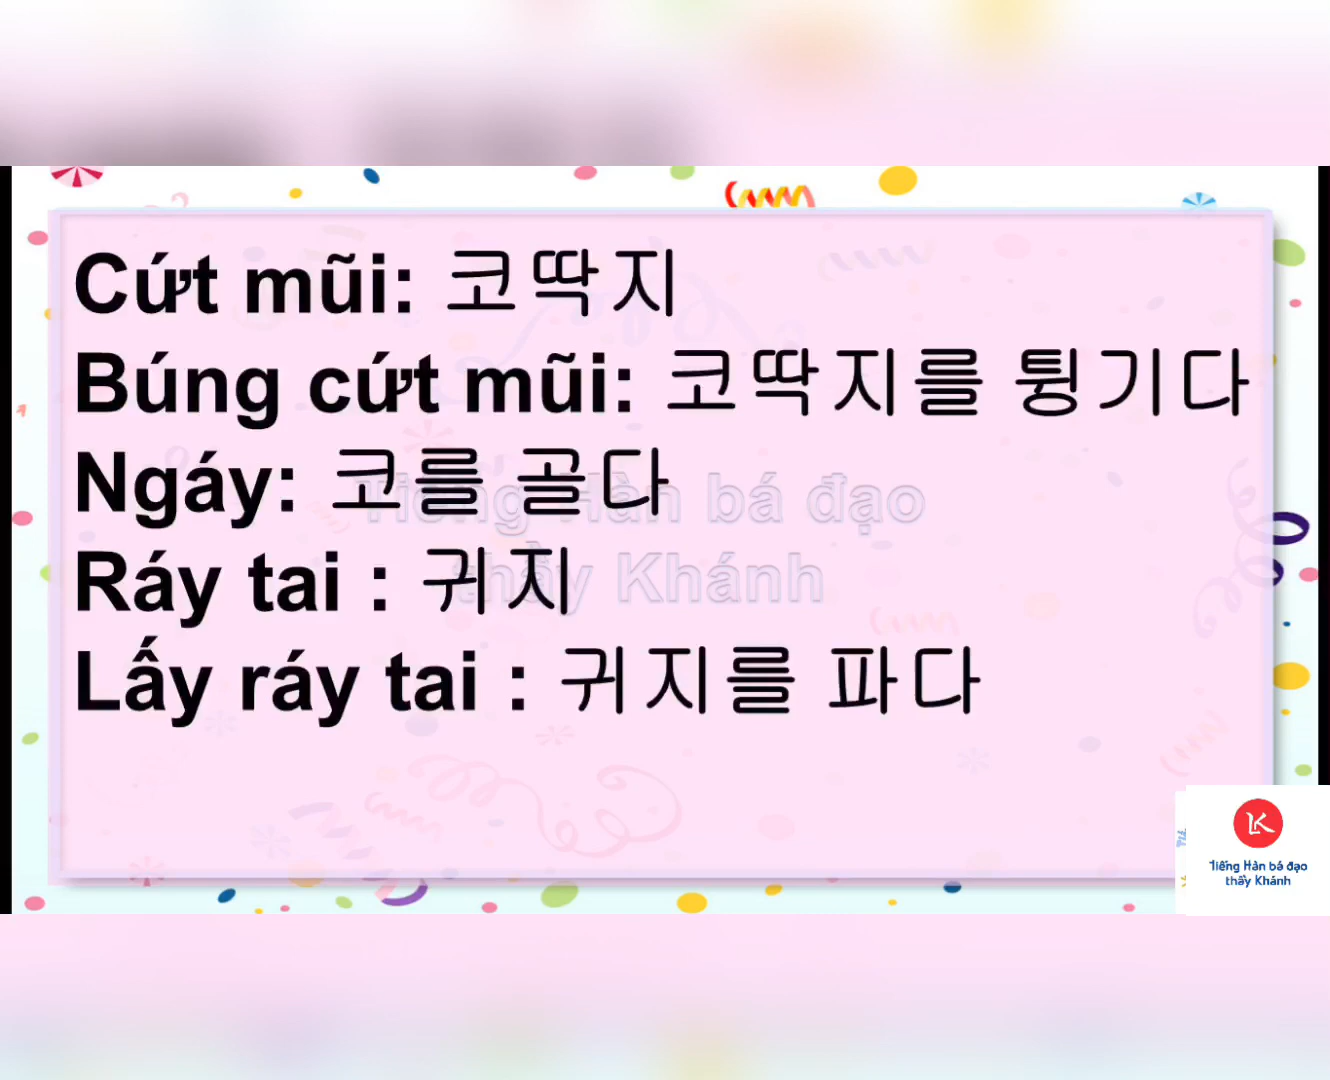 Cứt mũi: 코딱지
Búng cứt mũi: 코딱지를 튕기다
Ngáy: 코를 골다
Tiếng Hàn bá đạo
Ráy tai : 귀지
thầy Khánh
Lấy ráy tai : 귀지를 파다
LK
Tiếng Hàn bá đạo
thầy Khánh